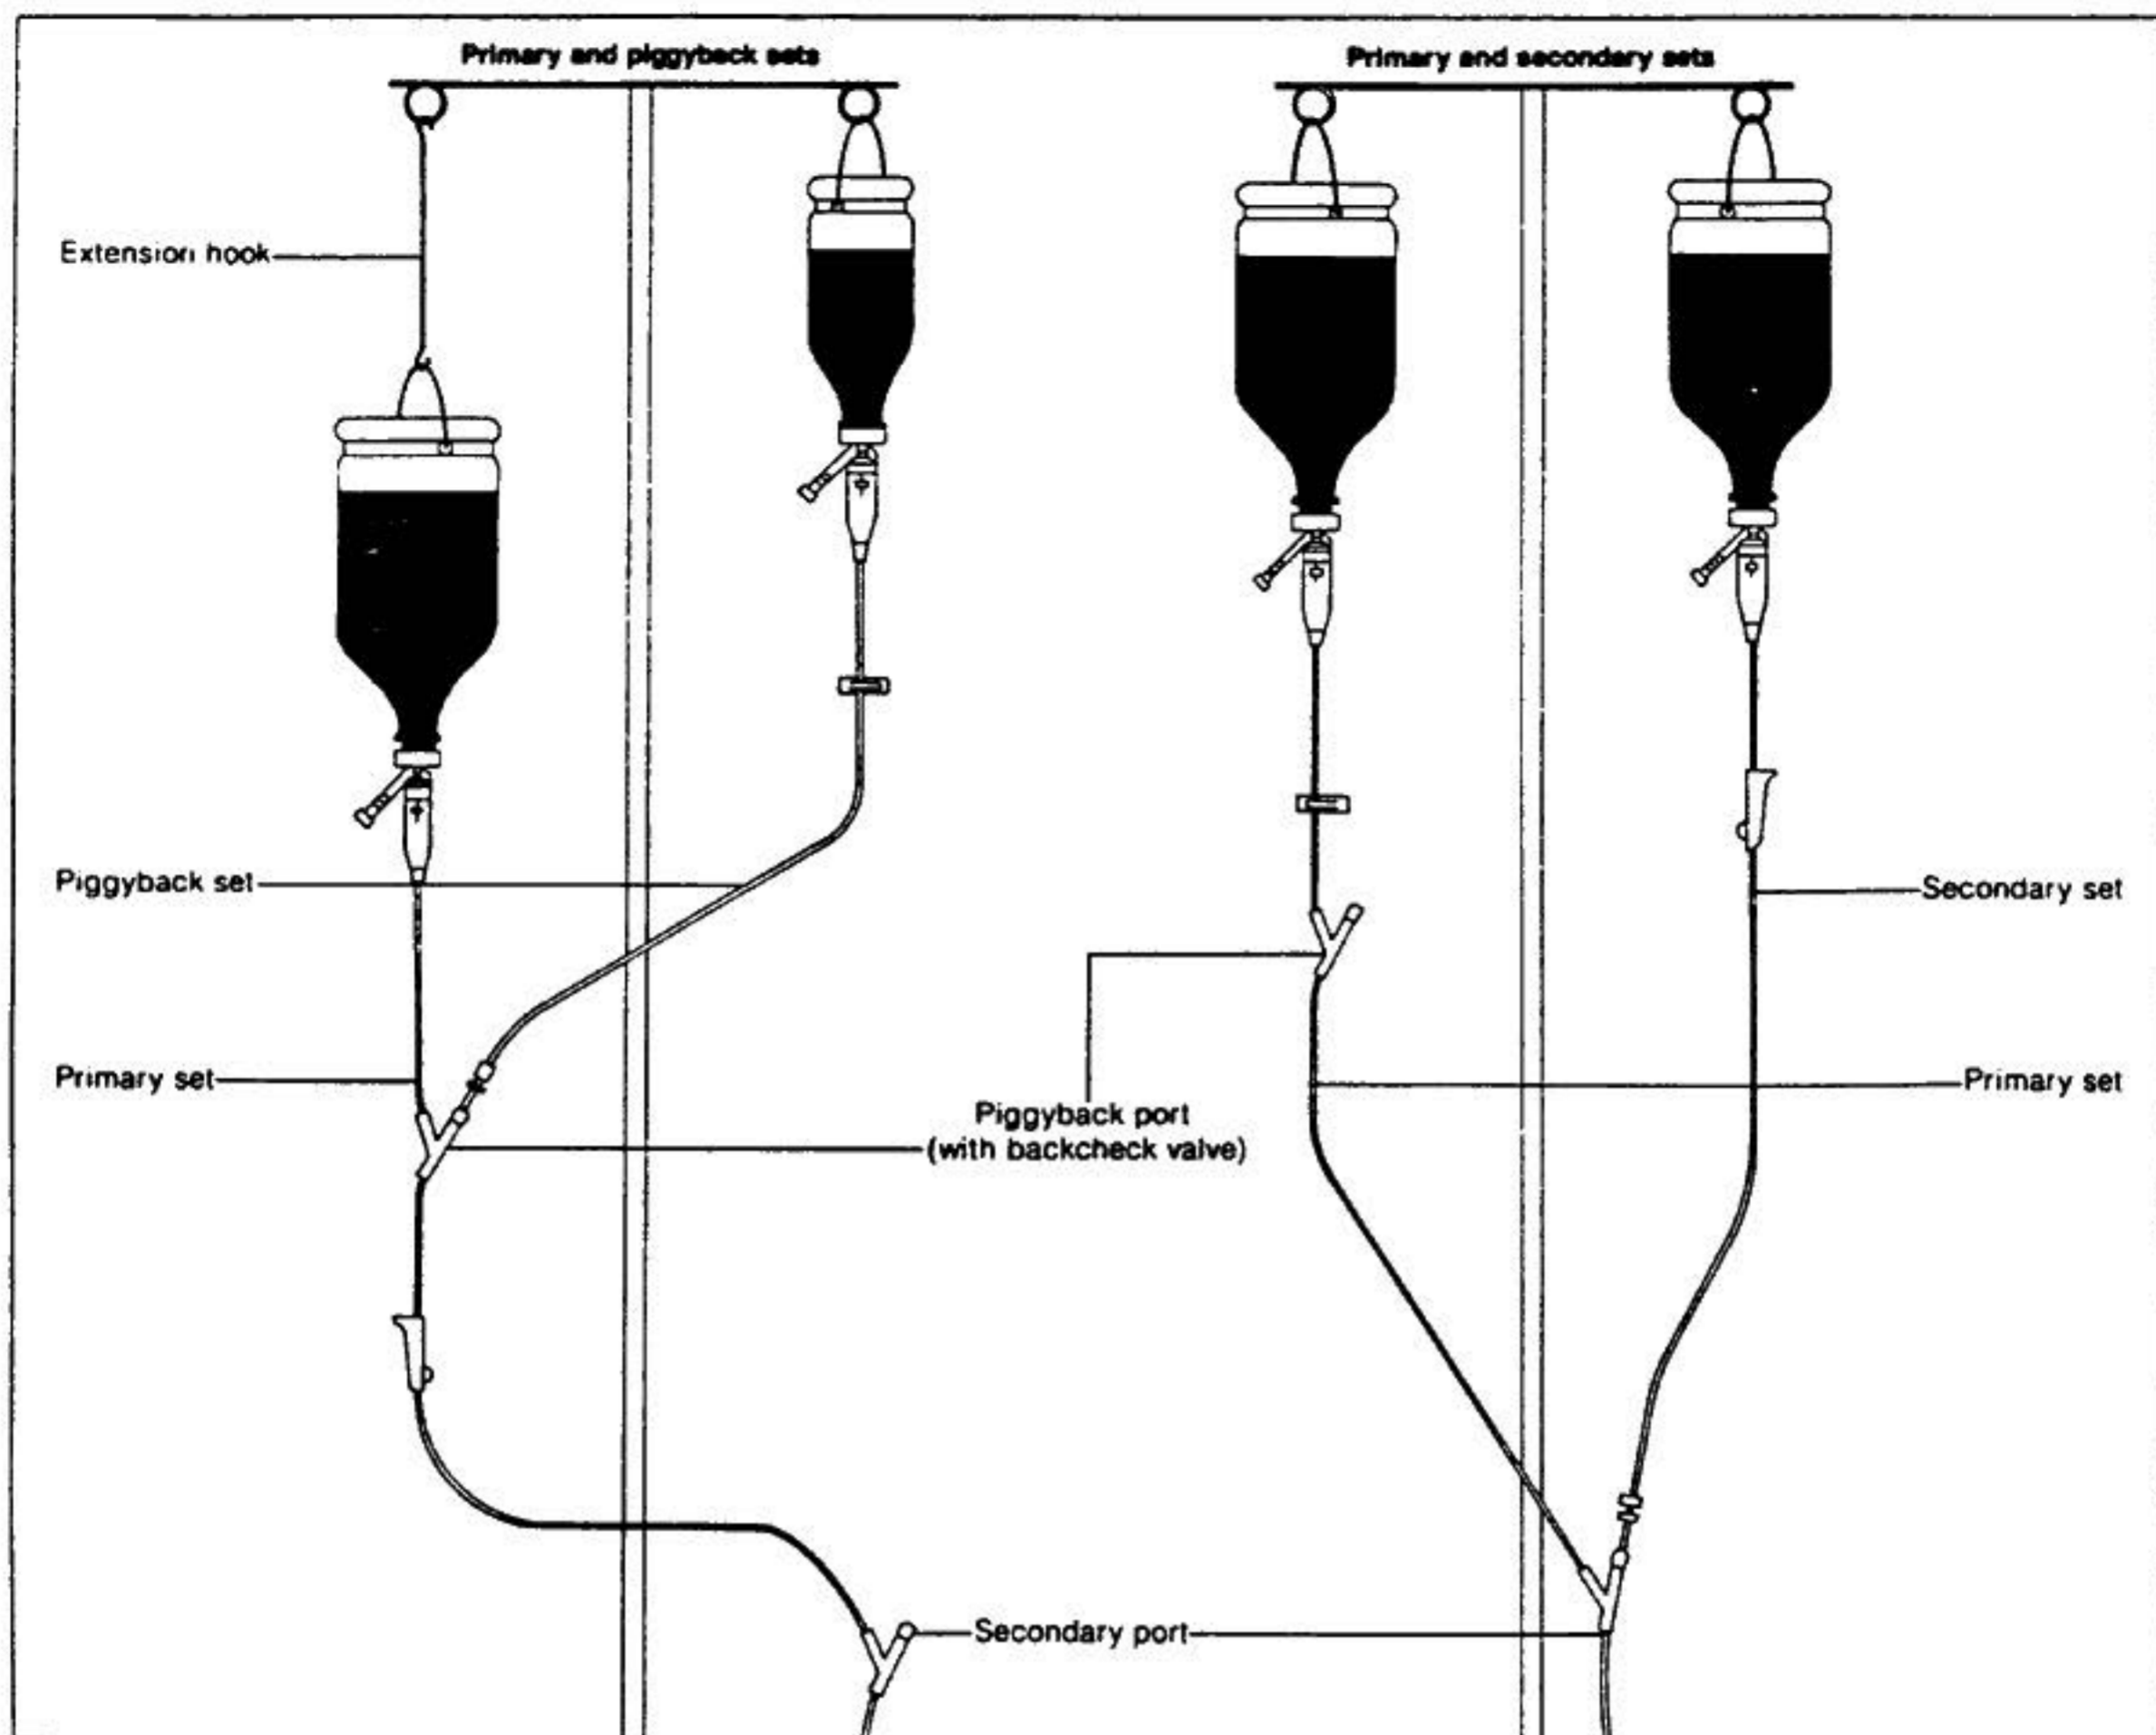 Primary and piggyback sets
Primary and secondary sets
Extension hook
Piggyback set
Secondary set
Primary set
Primary set
Piggyback port
(with backcheck valve)
Secondary port